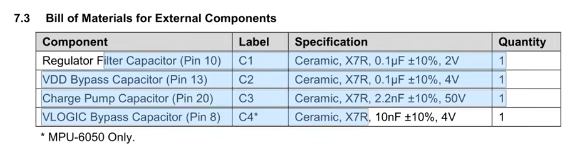 7.3 Bill of Materials for External Components
Component Label Specification Quantity
Regulator Filter Capacitor (Pin 10) C1 Ceramic, X7R, 0.1µF ±10%, 2V 1
VDD Bypass Capacitor (Pin 13) C2 Ceramic, X7R, 0.1µF ±10%, 4V 1
Charge Pump Capacitor (Pin 20) C3 Ceramic, X7R, 2.2nF ±10%, 50V 1
VLOGIC Bypass Capacitor (Pin 8) C4* Ceramic, X7R, 10nF ±10%, 4V 1
* MPU-6050 Only.